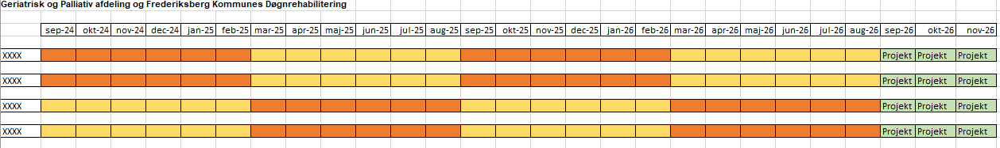 Geriatrisk og Palliativ afdeling og Frederiksberg Kommunes Døgnrehabilitering
sep-24 okt-24 nov-24 dec-24 jan-25 feb-25 mar-25 apr-25 maj-25 jun-25 jul-25 aug-25 sep-25 okt-25 nov-25 dec-25 jan-26 feb-26 mar-26 apr-26 maj-26 jun-26 jul-26 aug-26 sep-26 okt-26 nov-26
XXXX Projekt Projekt Projekt
XXXX Projekt Projekt Projekt
XXXX Projekt Projekt Projekt
XXXX Projekt Projekt Projekt